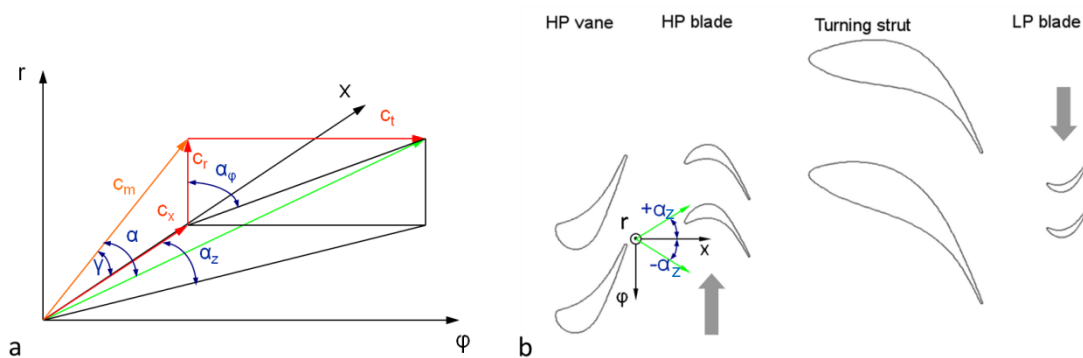 r
x
c_t
c_r
α_φ
c_m
c_x
α
γ
α_z
φ
a
HP vane
HP blade
Turning strut
LP blade
+α_z
r
x
-α_z
φ
b